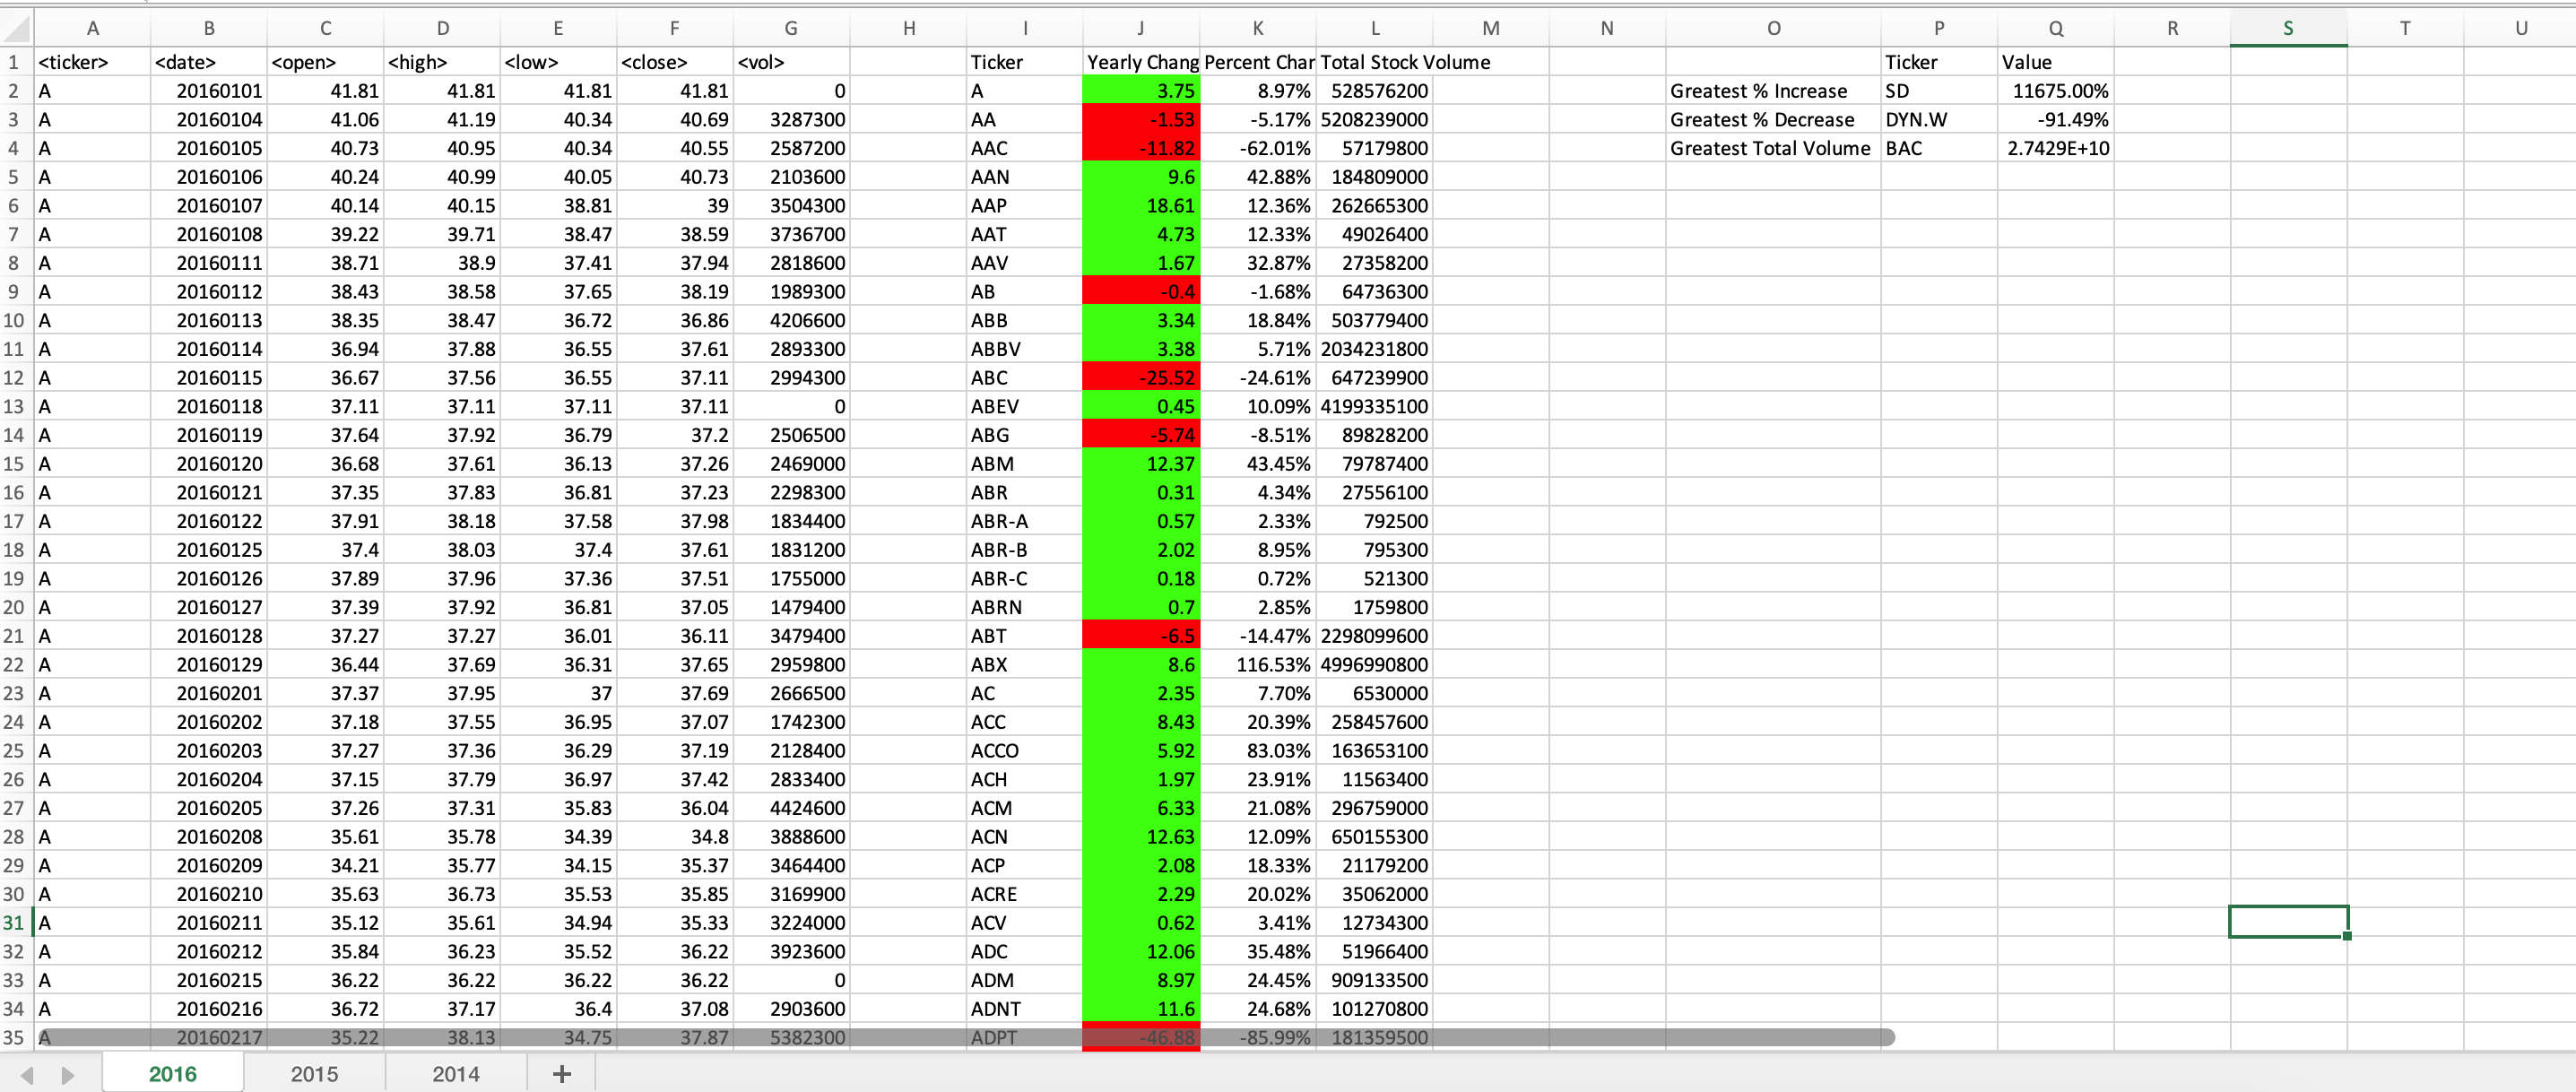 A B C D E F G H I J K L M N O P Q R S T U
1 <ticker> <date> <open> <high> <low> <close> <vol> Ticker Yearly Chang Percent Char Total Stock Volume Ticker Value
2 A 20160101 41.81 41.81 41.81 41.81 0 A 3.75 8.97% 528576200 Greatest % Increase SD 11675.00%
3 A 20160104 41.06 41.19 40.34 40.69 3287300 AA -1.53 -5.17% 5208239000 Greatest % Decrease DYN.W -91.49%
4 A 20160105 40.73 40.95 40.34 40.55 2587200 AAC -11.82 -62.01% 57179800 Greatest Total Volume BAC 2.7429E+10
5 A 20160106 40.24 40.99 40.05 40.73 2103600 AAN 9.6 42.88% 184809000
6 A 20160107 40.14 40.15 38.81 39 3504300 AAP 18.61 12.36% 262665300
7 A 20160108 39.22 39.71 38.47 38.59 3736700 AAT 4.73 12.33% 49026400
8 A 20160111 38.71 38.9 37.41 37.94 2818600 AAV 1.67 32.87% 27358200
9 A 20160112 38.43 38.58 37.65 38.19 1989300 AB -0.4 -1.68% 64736300
10 A 20160113 38.35 38.47 36.72 36.86 4206600 ABB 3.34 18.84% 503779400
11 A 20160114 36.94 37.88 36.55 37.61 2893300 ABBV 3.38 5.71% 2034231800
12 A 20160115 36.67 37.56 36.55 37.11 2994300 ABC -25.52 -24.61% 647239900
13 A 20160118 37.11 37.11 37.11 37.11 0 ABEV 0.45 10.09% 4199335100
14 A 20160119 37.64 37.92 36.79 37.2 2506500 ABG -5.74 -8.51% 89828200
15 A 20160120 36.68 37.61 36.13 37.26 2469000 ABM 12.37 43.45% 79787400
16 A 20160121 37.35 37.83 36.81 37.23 2298300 ABR 0.31 4.34% 27556100
17 A 20160122 37.91 38.18 37.58 37.98 1834400 ABR-A 0.57 2.33% 792500
18 A 20160125 37.4 38.03 37.4 37.61 1831200 ABR-B 2.02 8.95% 795300
19 A 20160126 37.89 37.96 37.36 37.51 1755000 ABR-C 0.18 0.72% 521300
20 A 20160127 37.39 37.92 36.81 37.05 1479400 ABRN 0.7 2.85% 1759800
21 A 20160128 37.27 37.27 36.01 36.11 3479400 ABT -6.5 -14.47% 2298099600
22 A 20160129 36.44 37.69 36.31 37.65 2959800 ABX 8.6 116.53% 4996990800
23 A 20160201 37.37 37.95 37 37.69 2666500 AC 2.35 7.70% 6530000
24 A 20160202 37.18 37.55 36.95 37.07 1742300 ACC 8.43 20.39% 258457600
25 A 20160203 37.27 37.36 36.29 37.19 2128400 ACCO 5.92 83.03% 163653100
26 A 20160204 37.15 37.79 36.97 37.42 2833400 ACH 1.97 23.91% 11563400
27 A 20160205 37.26 37.31 35.83 36.04 4424600 ACM 6.33 21.08% 296759000
28 A 20160208 35.61 35.78 34.39 34.8 3888600 ACN 12.63 12.09% 650155300
29 A 20160209 34.21 35.77 34.15 35.37 3464400 ACP 2.08 18.33% 21179200
30 A 20160210 35.63 36.73 35.53 35.85 3169900 ACRE 2.29 20.02% 35062000
31 A 20160211 35.12 35.61 34.94 35.33 3224000 ACV 0.62 3.41% 12734300
32 A 20160212 35.84 36.23 35.52 36.22 3923600 ADC 12.06 35.48% 51966400
33 A 20160215 36.22 36.22 36.22 36.22 0 ADM 8.97 24.45% 909133500
34 A 20160216 36.72 37.17 36.4 37.08 2903600 ADNT 11.6 24.68% 101270800
35 A 20160217 35.22 38.13 34.75 37.87 5382300 ADPT -46.88 -85.99% 181359500
2016 2015 2014 +